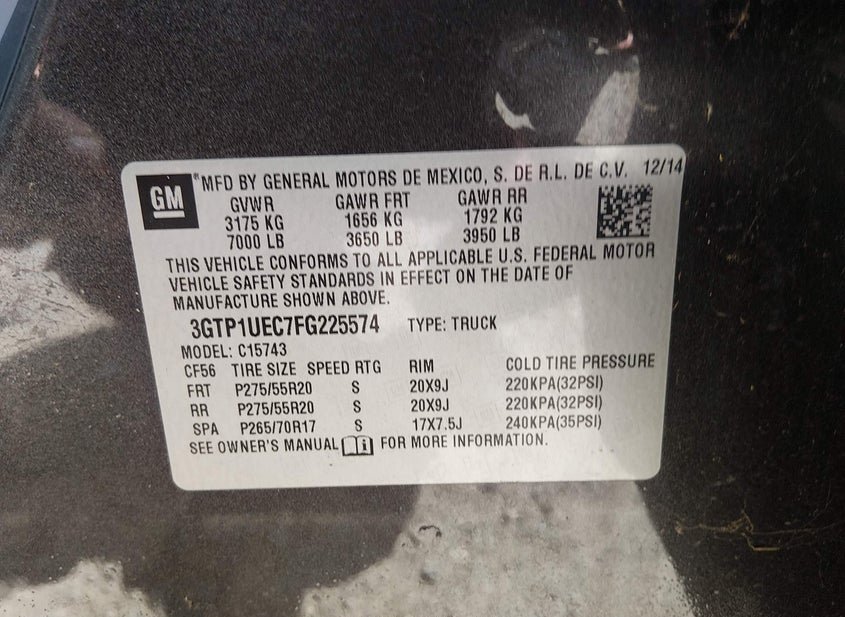 GM
MFD BY GENERAL MOTORS DE MEXICO, S. DE R.L. DE C.V. 12/14
GVWR GAWR FRT GAWR RR
3175 KG 1656 KG 1792 KG
7000 LB 3650 LB 3950 LB
THIS VEHICLE CONFORMS TO ALL APPLICABLE U.S. FEDERAL MOTOR
VEHICLE SAFETY STANDARDS IN EFFECT ON THE DATE OF
MANUFACTURE SHOWN ABOVE.
3GTP1UEC7FG225574 TYPE: TRUCK
MODEL: C15743
CF56 TIRE SIZE SPEED RTG RIM COLD TIRE PRESSURE
FRT P275/55R20 S 20X9J 220KPA(32PSI)
RR P275/55R20 S 20X9J 220KPA(32PSI)
SPA P265/70R17 S 17X7.5J 240KPA(35PSI)
SEE OWNER'S MANUAL FOR MORE INFORMATION.